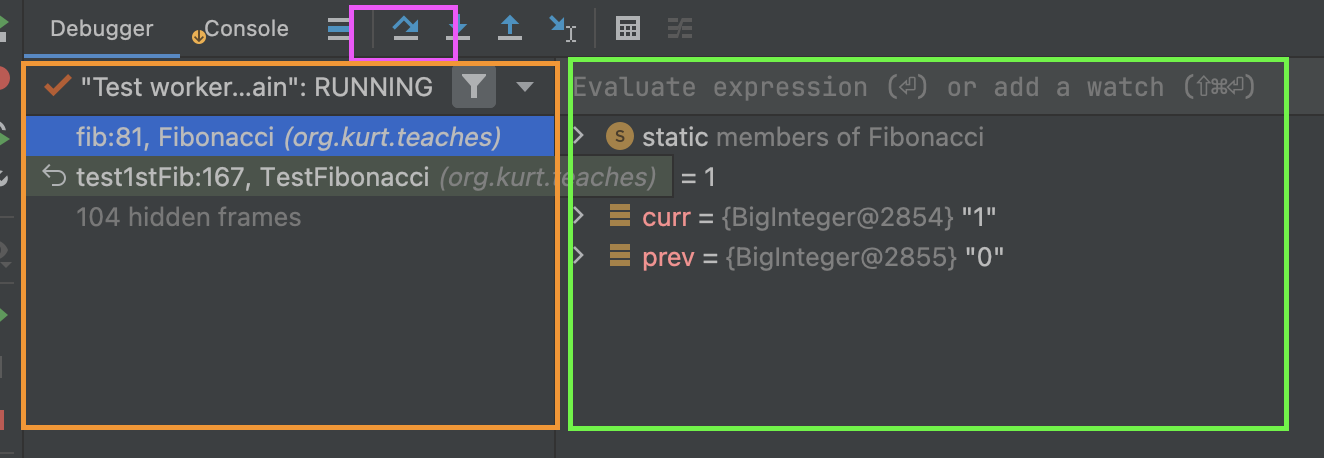 Debugger Console
"Test worker...ain": RUNNING
Evaluate expression (⏎) or add a watch (⇧⌘⏎)
fib:81, Fibonacci (org.kurt.teaches)
S static members of Fibonacci
test1stFib:167, TestFibonacci (org.kurt.teaches)
= 1
104 hidden frames
curr = {BigInteger@2854} "1"
prev = {BigInteger@2855} "0"